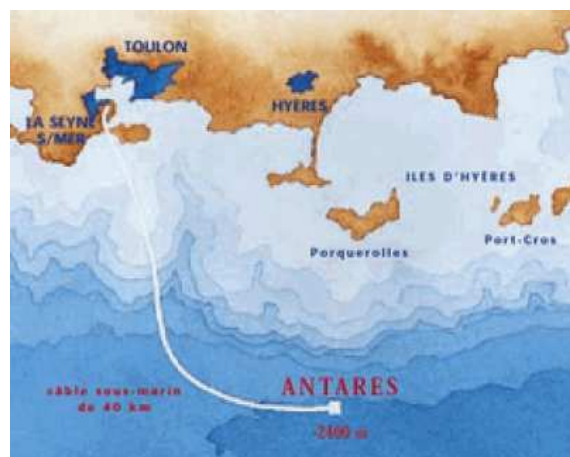 TOULON
HYÈRES
LA SEYNE
S/MER
ILES D'HYÈRES
Port-Cros
Porquerolles
câble sous-marin
de 40 km
ANTARES
-2400 m